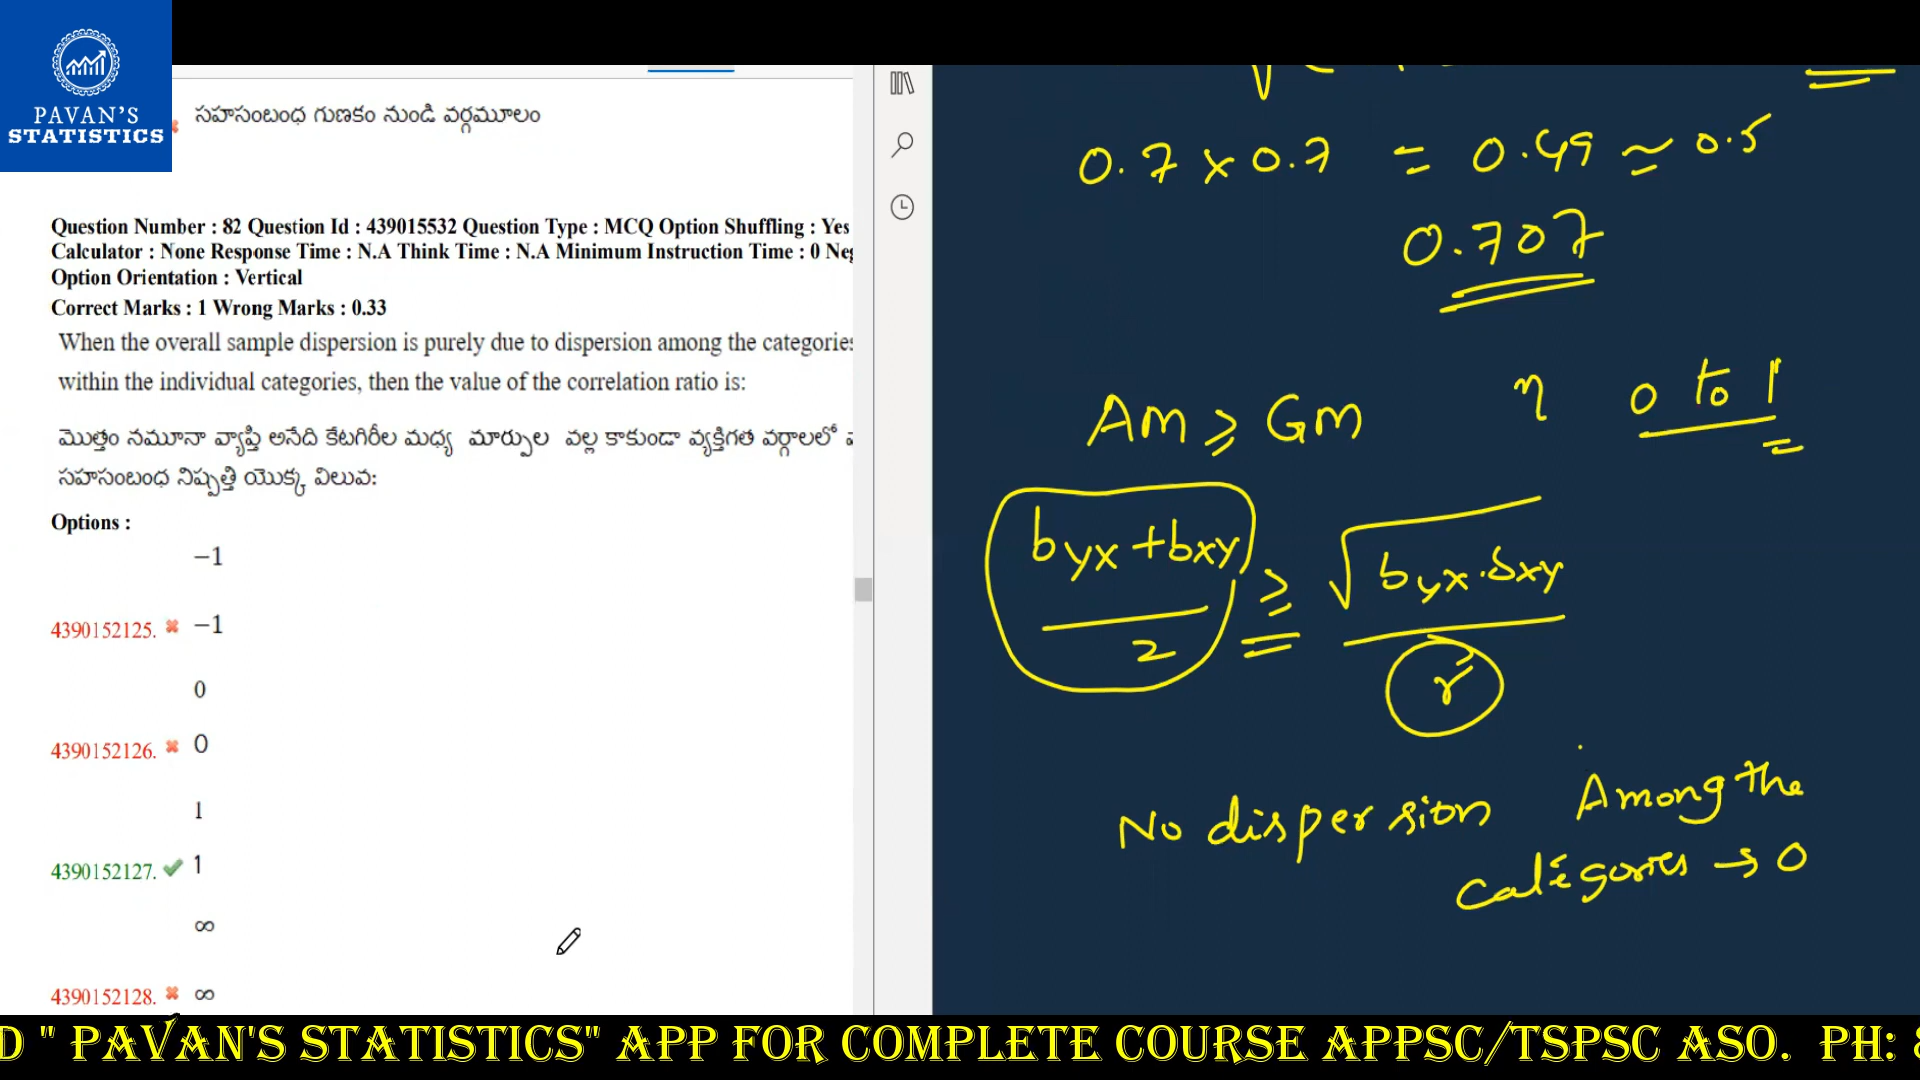 PAVAN'S
STATISTICS
సహసంబంధ గుణకం నుండి వర్గమూలం
Question Number : 82 Question Id : 439015532 Question Type : MCQ Option Shuffling : Yes
Calculator : None Response Time : N.A Think Time : N.A Minimum Instruction Time : 0 Neg
Option Orientation : Vertical
Correct Marks : 1 Wrong Marks : 0.33
When the overall sample dispersion is purely due to dispersion among the categories
within the individual categories, then the value of the correlation ratio is:
మొత్తం నమూనా వ్యాప్తి అనేది కేటగిరీల మధ్య మార్పుల వల్ల కాకుండా వ్యక్తిగత వర్గాలలో
సహసంబంధ నిష్పత్తి యొక్క విలువ:
Options :
−1
4390152125. ✖ −1
0
4390152126. ✖ 0
1
4390152127. ✔ 1
∞
4390152128. ✖ ∞
0.7 x 0.7 = 0.49 ≃ 0.5
0.707
Am ≥ Gm η 0 to 1
byx + bxy / 2 ≥ √byx.bxy
r²
No dispersion Among the
categories → 0
D " PAVAN'S STATISTICS" APP FOR COMPLETE COURSE APPSC/TSPSC ASO. PH: 8